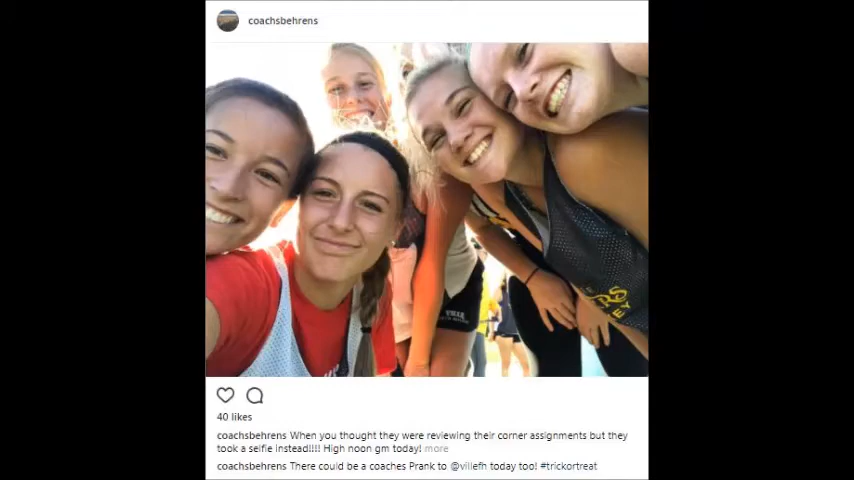 coachsbehrens
40 likes
coachsbehrens When you thought they were reviewing their corner assignments but they
took a selfie instead!!!! High noon gm today! more
coachsbehrens There could be a coaches Prank to @villefh today too! #trickortreat